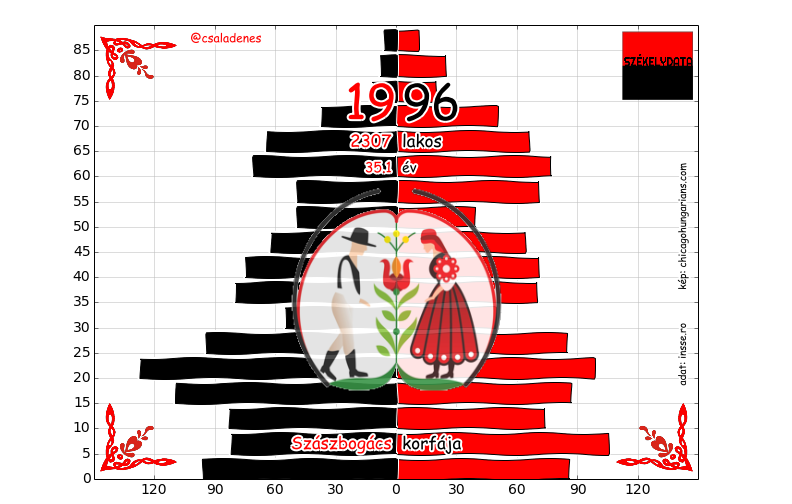 @csaladenes
SZÉKELYDATA
1996
2307 lakos
35.1 év
kép: chicagohungarians.com
adat: insse.ro
Szászbogács korfája
85
80
75
70
65
60
55
50
45
40
35
30
25
20
15
10
5
0
120 90 60 30 0 30 60 90 120